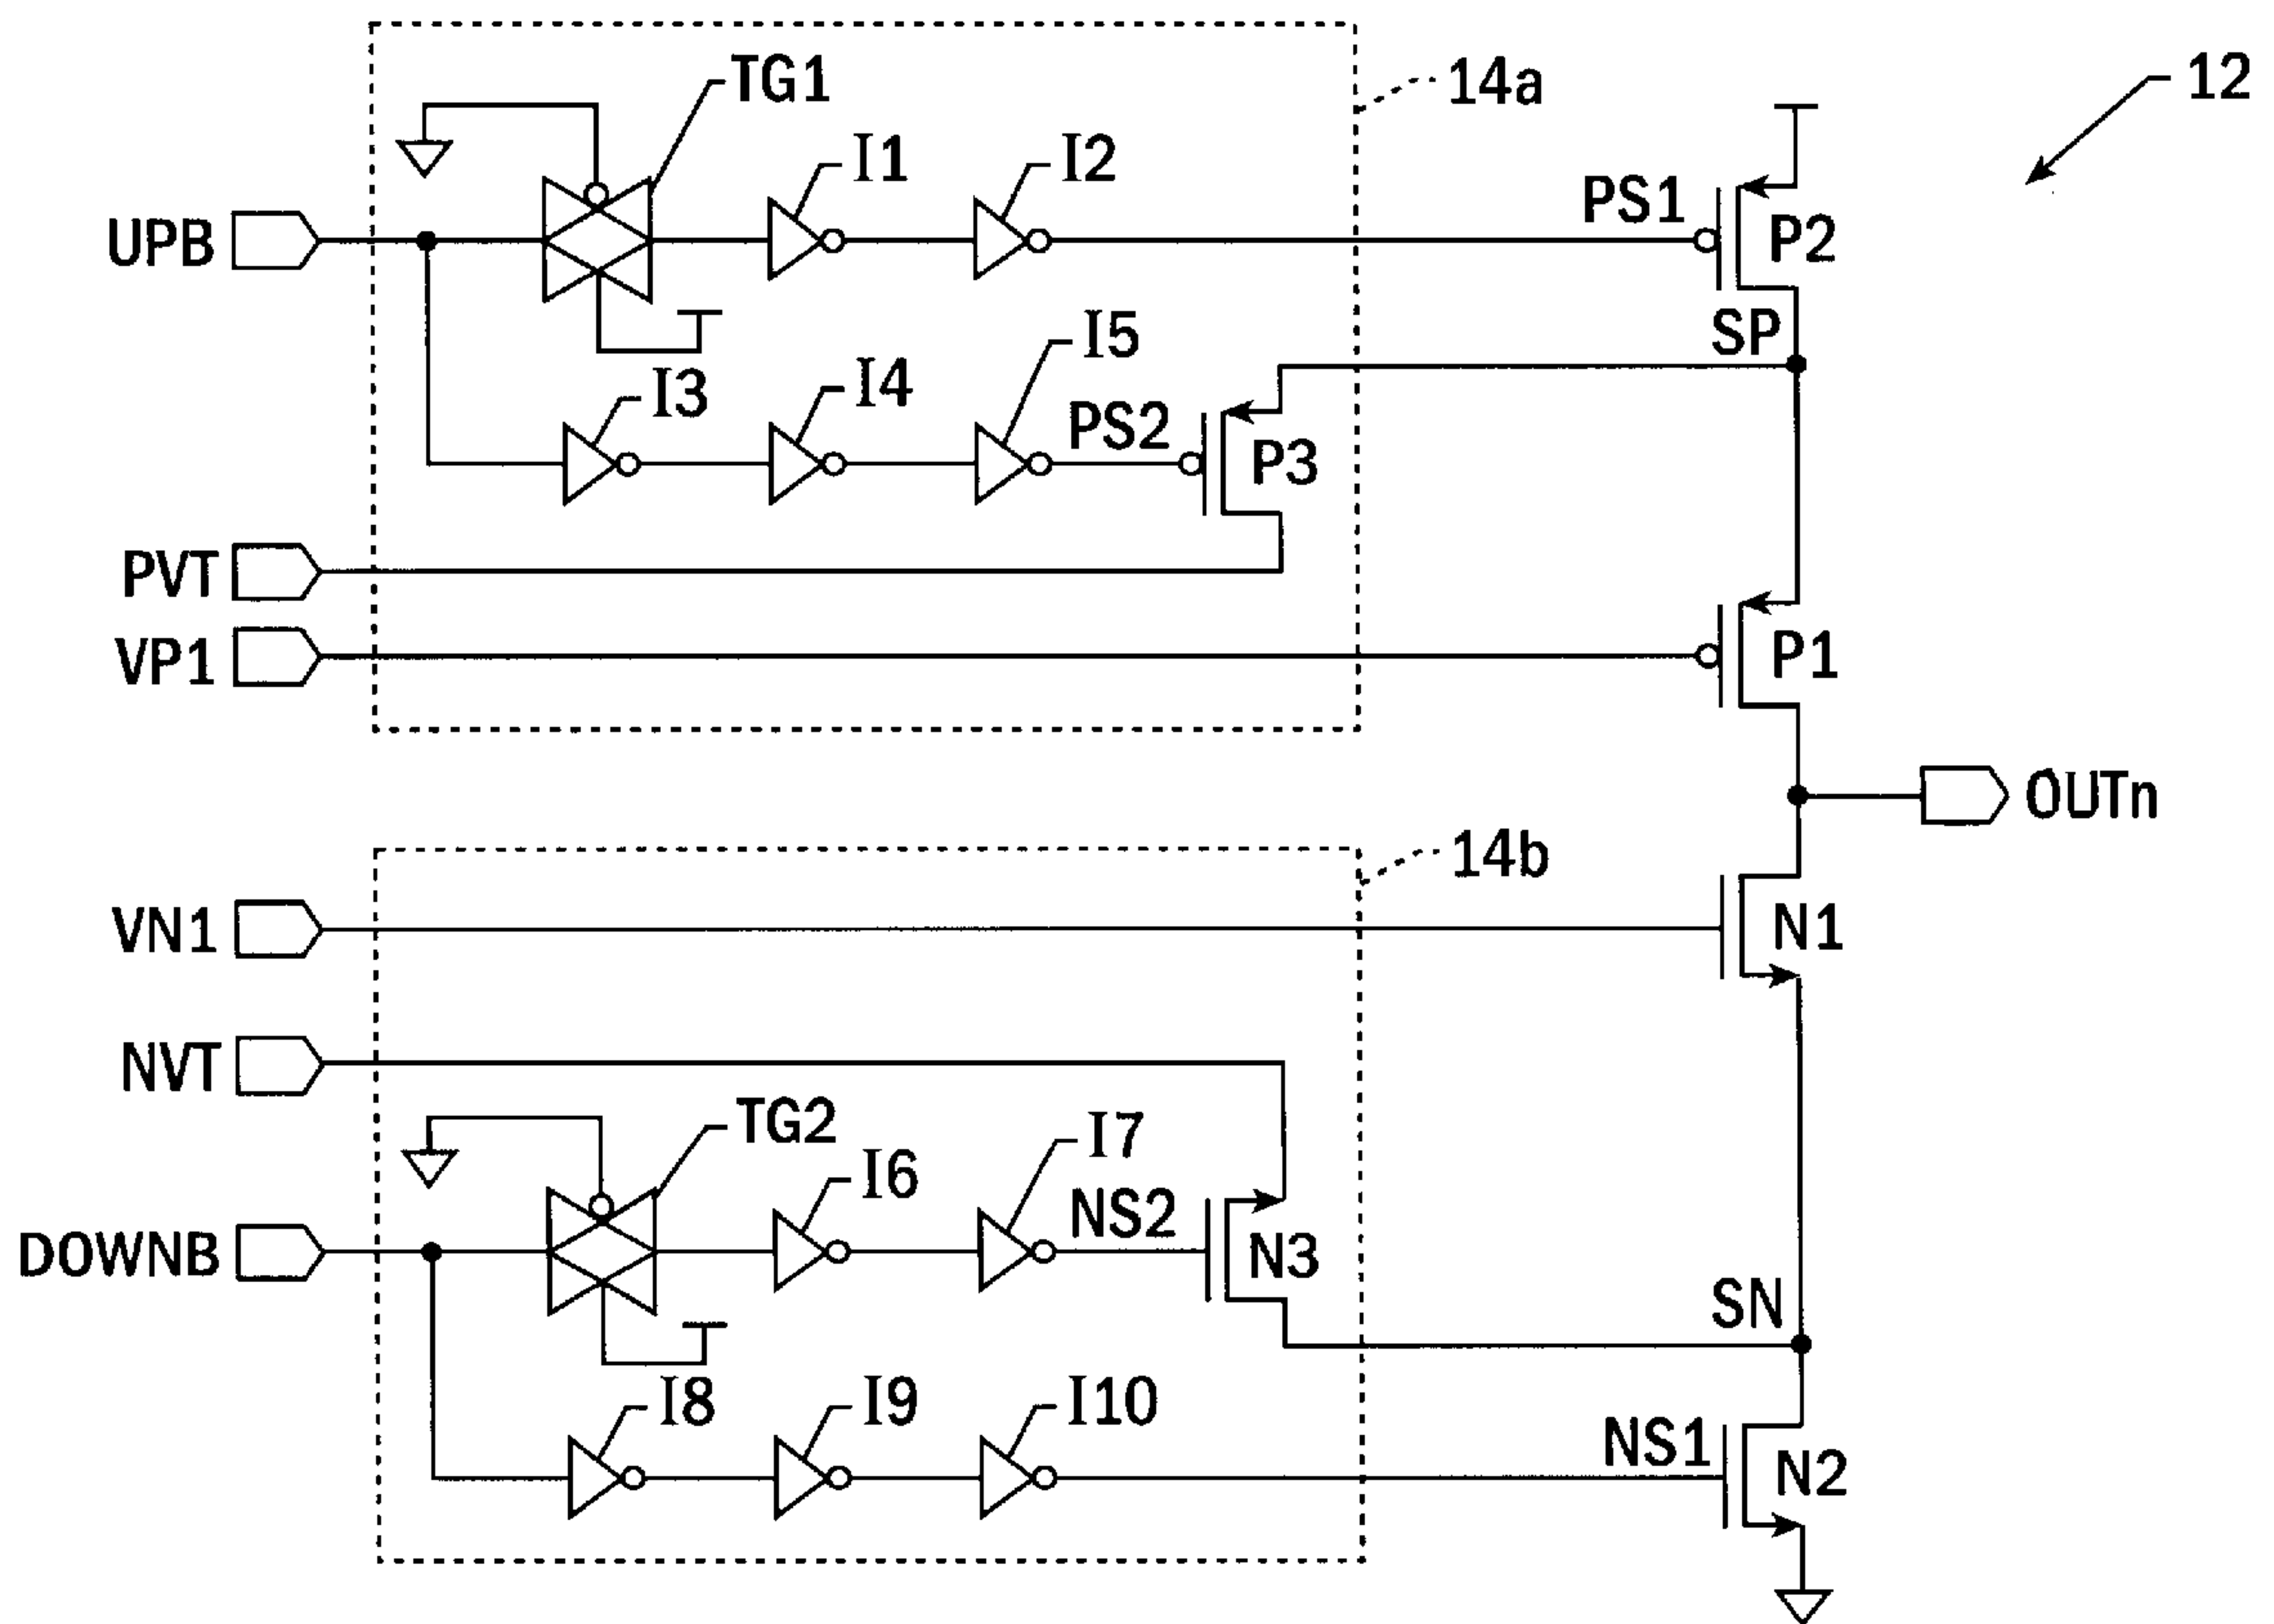 TG1
14a
12
I1
I2
UPB
PS1
P2
I5
SP
I3
I4
PS2
P3
PVT
VP1
P1
OUTn
14b
VN1
N1
NVT
TG2
I7
I6
NS2
DOWNB
N3
SN
I8
I9
I10
NS1
N2